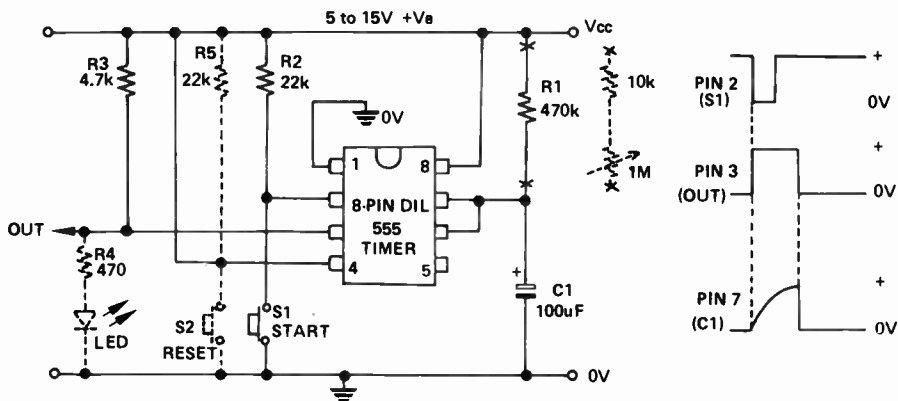 5 to 15V +VB
Vcc
R3
4.7k
R5
22k
R2
22k
R1
470k
10k
1M
0V
1
8
8-PIN DIL
555
TIMER
4
5
OUT
R4
470
LED
S2
RESET
S1
START
+
C1
100uF
0V
PIN 2
(S1)
+
0V
PIN 3
(OUT)
+
0V
PIN 7
(C1)
+
0V